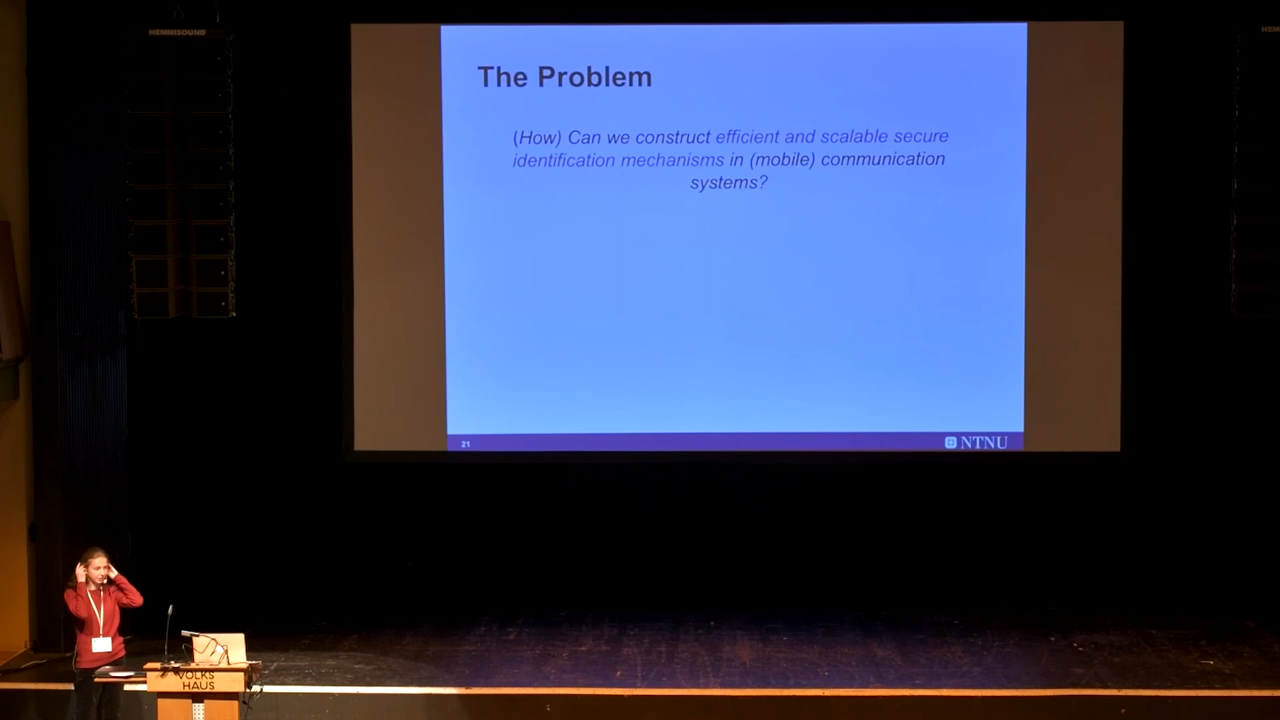 HEMMISOUND
The Problem
(How) Can we construct efficient and scalable secure
identification mechanisms in (mobile) communication
systems?
21
NTNU
VOLKS
HAUS